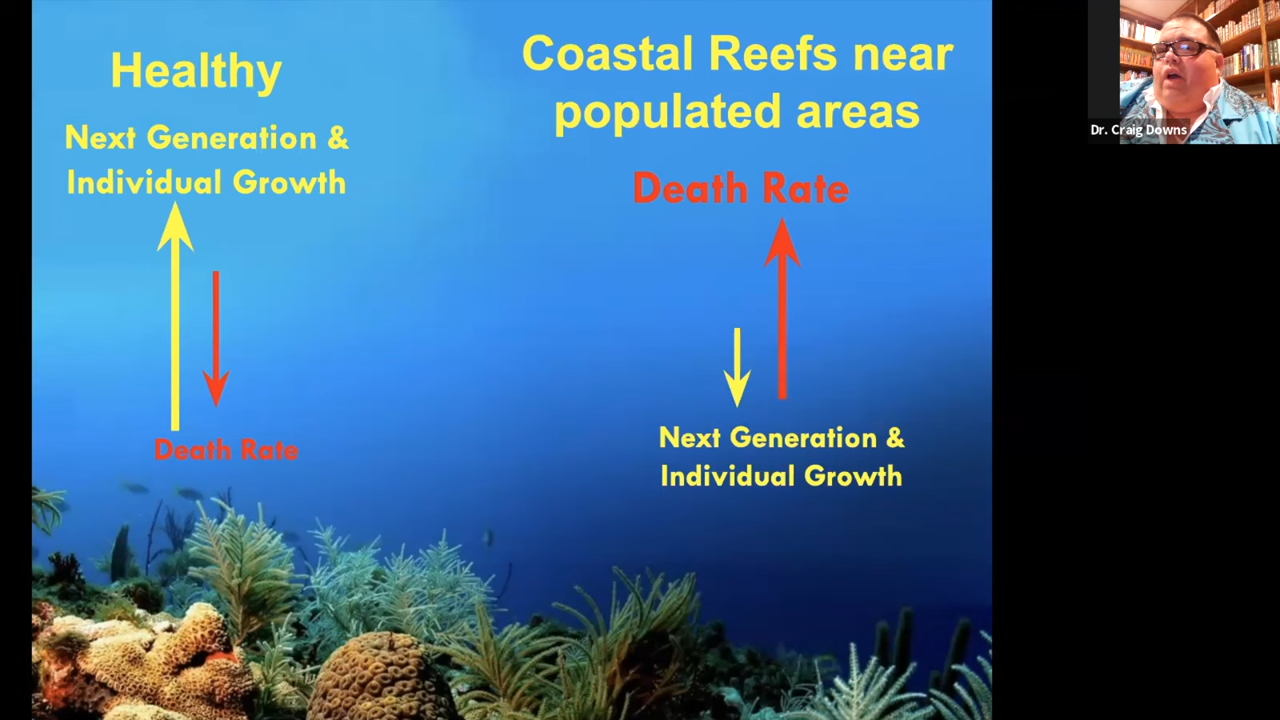 Healthy
Next Generation &
Individual Growth
Death Rate
Coastal Reefs near
populated areas
Death Rate
Next Generation &
Individual Growth
Dr. Craig Downs